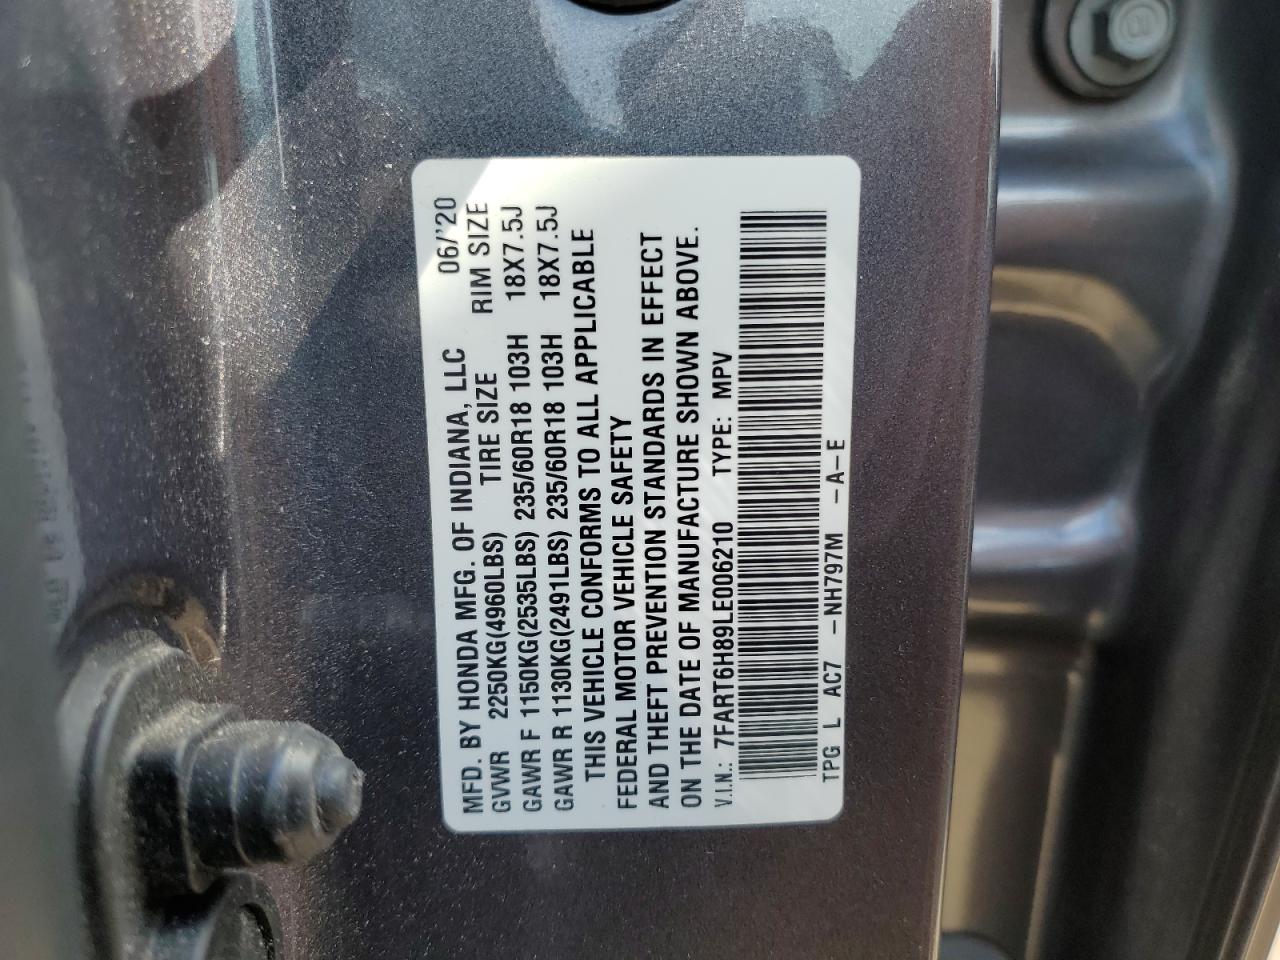 MFD. BY HONDA MFG. OF INDIANA, LLC 06/'20
GVWR 2250KG(4960LBS) TIRE SIZE RIM SIZE
GAWR F 1150KG(2535LBS) 235/60R18 103H 18X7.5J
GAWR R 1130KG(2491LBS) 235/60R18 103H 18X7.5J
THIS VEHICLE CONFORMS TO ALL APPLICABLE
FEDERAL MOTOR VEHICLE SAFETY
AND THEFT PREVENTION STANDARDS IN EFFECT
ON THE DATE OF MANUFACTURE SHOWN ABOVE.
V.I.N.: 7FART6H89LE006210 TYPE: MPV
TPG L AC7 -NH797M -A-E